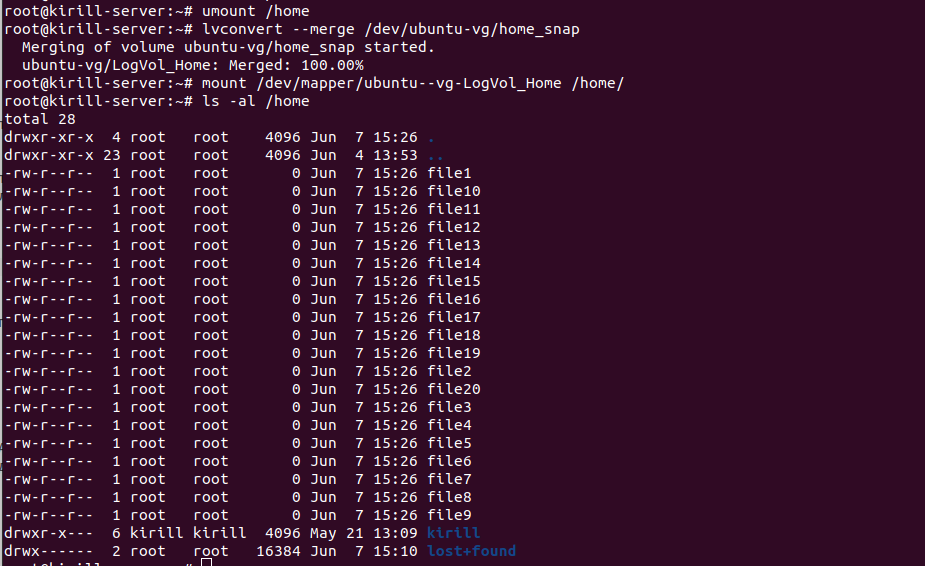 root@kirill-server:~# umount /home
root@kirill-server:~# lvconvert --merge /dev/ubuntu-vg/home_snap
  Merging of volume ubuntu-vg/home_snap started.
  ubuntu-vg/LogVol_Home: Merged: 100.00%
root@kirill-server:~# mount /dev/mapper/ubuntu--vg-LogVol_Home /home/
root@kirill-server:~# ls -al /home
total 28
drwxr-xr-x  4 root   root    4096 Jun  7 15:26 .
drwxr-xr-x 23 root   root    4096 Jun  4 13:53 ..
-rw-r--r--  1 root   root       0 Jun  7 15:26 file1
-rw-r--r--  1 root   root       0 Jun  7 15:26 file10
-rw-r--r--  1 root   root       0 Jun  7 15:26 file11
-rw-r--r--  1 root   root       0 Jun  7 15:26 file12
-rw-r--r--  1 root   root       0 Jun  7 15:26 file13
-rw-r--r--  1 root   root       0 Jun  7 15:26 file14
-rw-r--r--  1 root   root       0 Jun  7 15:26 file15
-rw-r--r--  1 root   root       0 Jun  7 15:26 file16
-rw-r--r--  1 root   root       0 Jun  7 15:26 file17
-rw-r--r--  1 root   root       0 Jun  7 15:26 file18
-rw-r--r--  1 root   root       0 Jun  7 15:26 file19
-rw-r--r--  1 root   root       0 Jun  7 15:26 file2
-rw-r--r--  1 root   root       0 Jun  7 15:26 file20
-rw-r--r--  1 root   root       0 Jun  7 15:26 file3
-rw-r--r--  1 root   root       0 Jun  7 15:26 file4
-rw-r--r--  1 root   root       0 Jun  7 15:26 file5
-rw-r--r--  1 root   root       0 Jun  7 15:26 file6
-rw-r--r--  1 root   root       0 Jun  7 15:26 file7
-rw-r--r--  1 root   root       0 Jun  7 15:26 file8
-rw-r--r--  1 root   root       0 Jun  7 15:26 file9
drwxr-x---  6 kirill kirill  4096 May 21 13:09 kirill
drwx------  2 root   root   16384 Jun  7 15:10 lost+found
root@kirill-server:~#